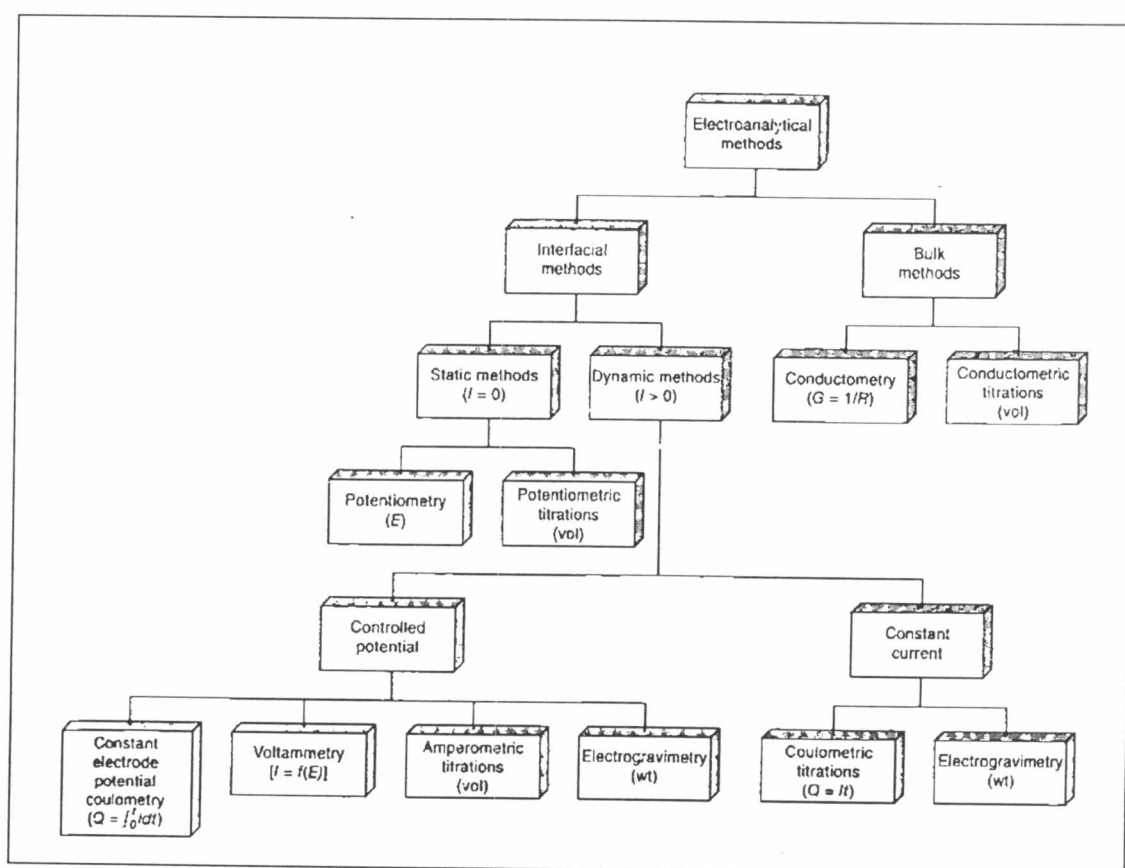 Electroanalytical
methods
Interfacial
methods
Bulk
methods
Static methods
(I = 0)
Dynamic methods
(I > 0)
Conductometry
(G = 1/R)
Conductometric
titrations
(vol)
Potentiometry
(E)
Potentiometric
titrations
(vol)
Controlled
potential
Constant
current
Constant
electrode
potential
coulometry
(Q = ∫₀ᵗ idt)
Voltammetry
[I = f(E)]
Amperometric
titrations
(vol)
Electrogravimetry
(wt)
Coulometric
titrations
(Q = It)
Electrogravimetry
(wt)